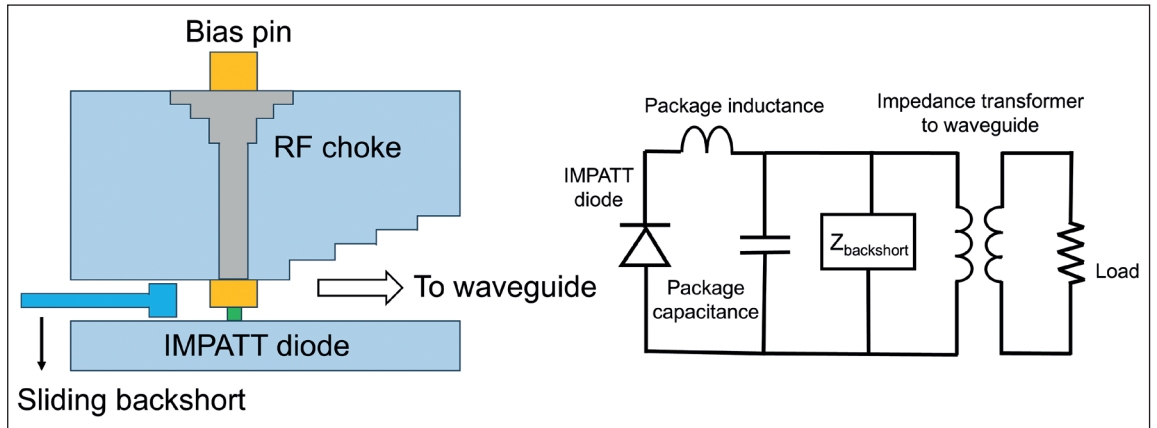 Bias pin
RF choke
To waveguide
IMPATT diode
Sliding backshort
Package inductance
Impedance transformer
to waveguide
IMPATT
diode
Package
capacitance
Zbackshort
Load